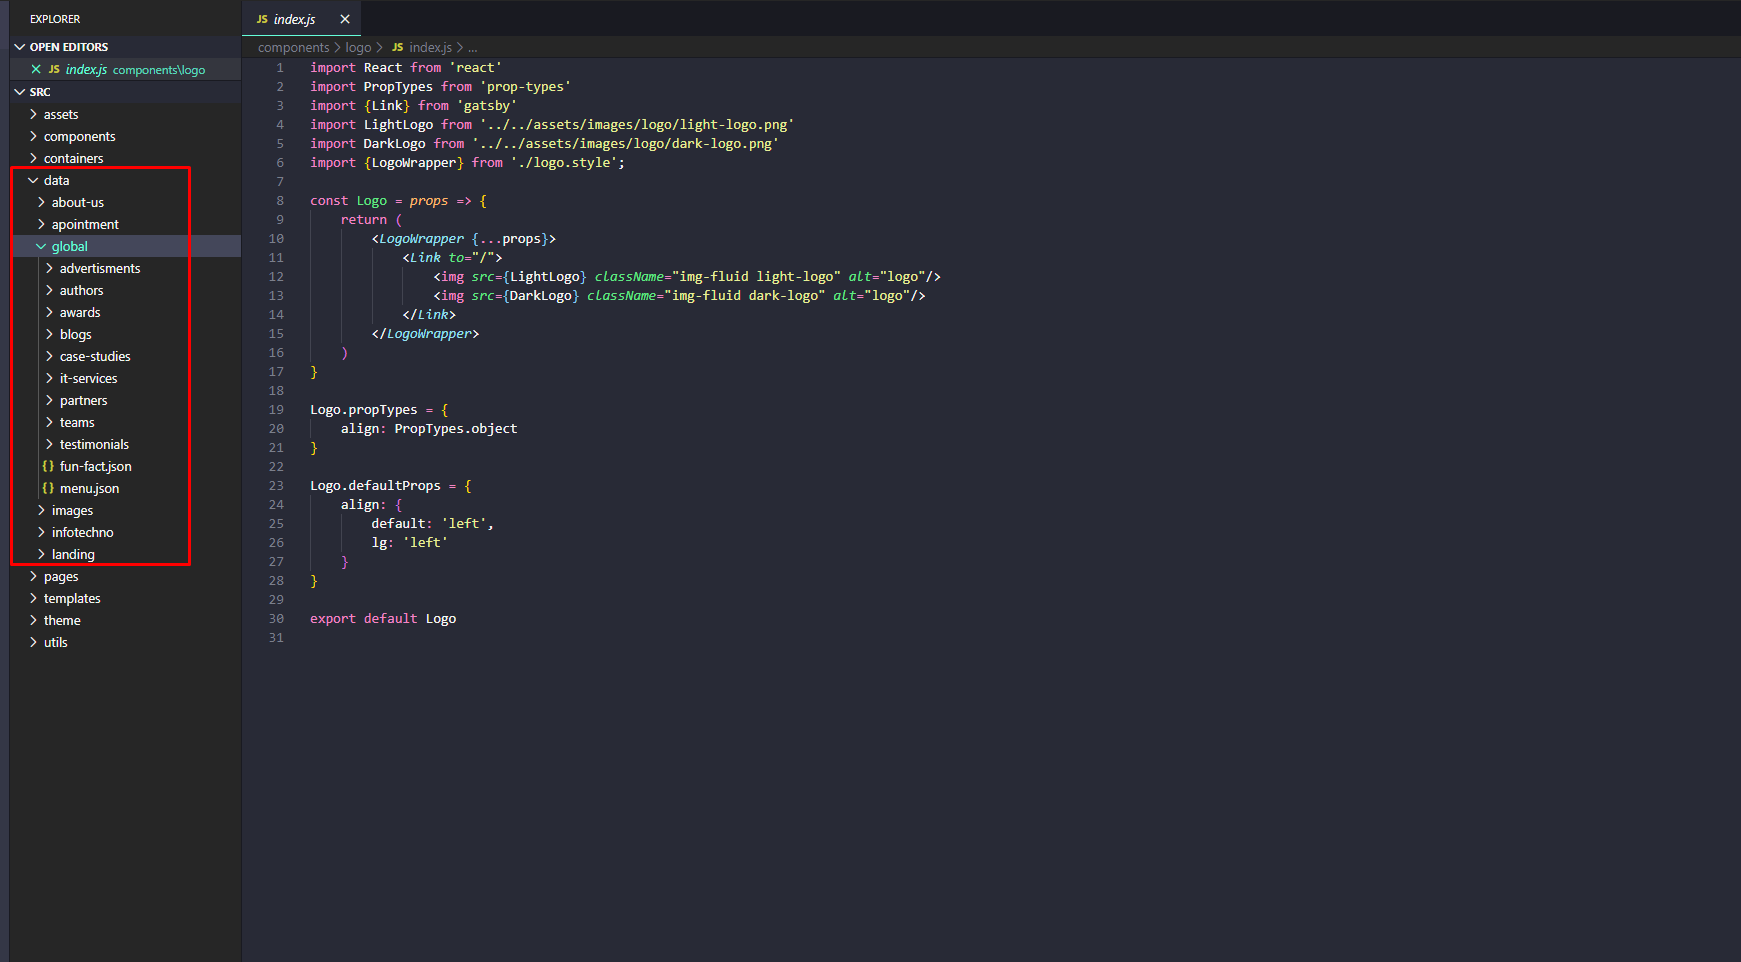 EXPLORER
OPEN EDITORS
JS index.js components\logo
SRC
assets
components
containers
data
about-us
apointment
global
advertisments
authors
awards
blogs
case-studies
it-services
partners
teams
testimonials
{} fun-fact.json
{} menu.json
images
infotechno
landing
pages
templates
theme
utils
JS index.js
components > logo > JS index.js > ...
1 import React from 'react'
2 import PropTypes from 'prop-types'
3 import {Link} from 'gatsby'
4 import LightLogo from '../../assets/images/logo/light-logo.png'
5 import DarkLogo from '../../assets/images/logo/dark-logo.png'
6 import {LogoWrapper} from './logo.style';
7
8 const Logo = props => {
9 return (
10 <LogoWrapper {...props}>
11 <Link to="/">
12 <img src={LightLogo} className="img-fluid light-logo" alt="logo"/>
13 <img src={DarkLogo} className="img-fluid dark-logo" alt="logo"/>
14 </Link>
15 </LogoWrapper>
16 )
17 }
18
19 Logo.propTypes = {
20 align: PropTypes.object
21 }
22
23 Logo.defaultProps = {
24 align: {
25 default: 'left',
26 lg: 'left'
27 }
28 }
29
30 export default Logo
31